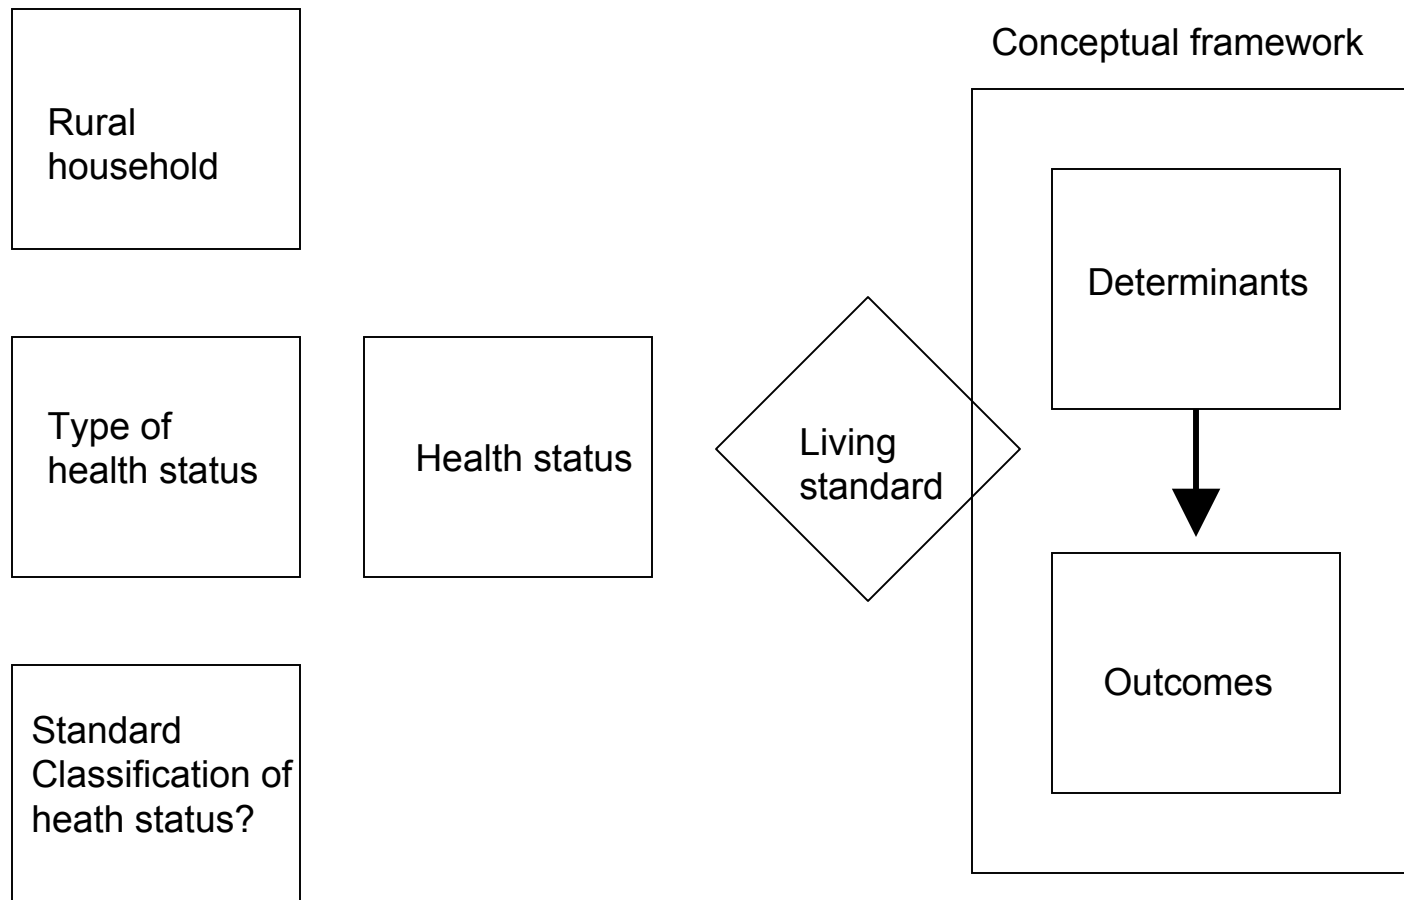 Conceptual framework
Rural
household
Determinants
Type of
health status
Health status
Living
standard
Standard
Classification of
heath status?
Outcomes